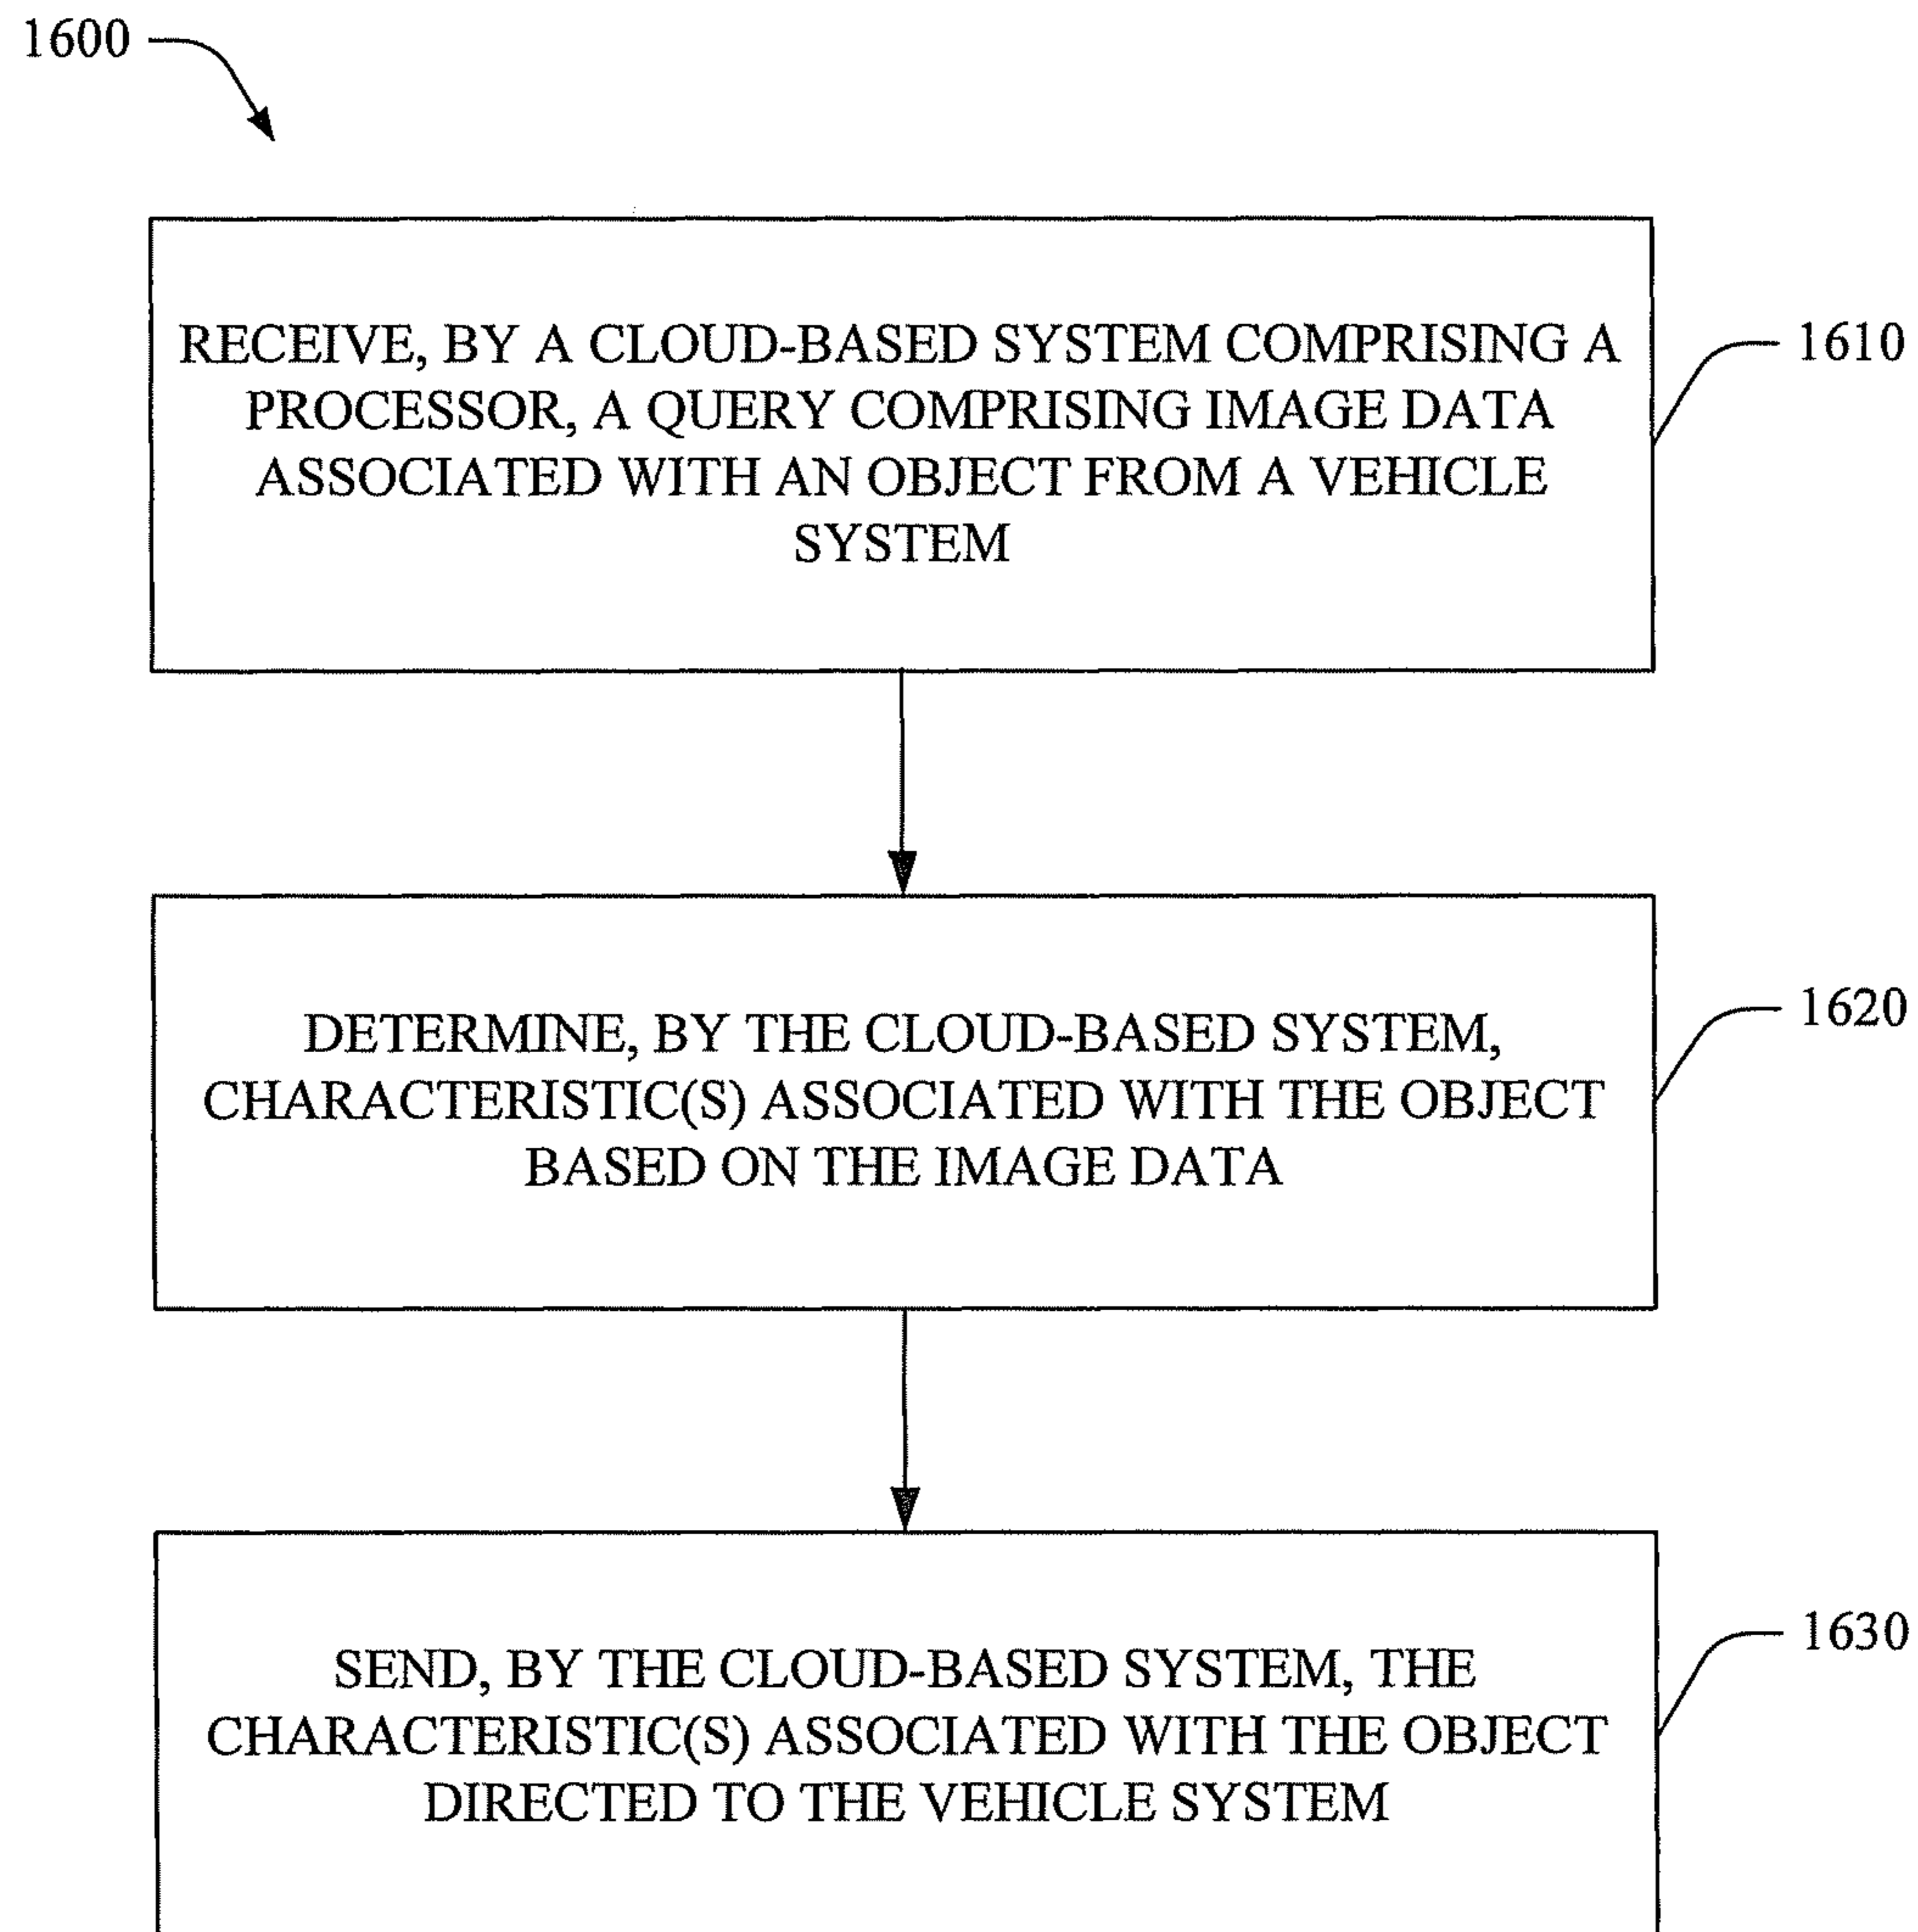 1600
RECEIVE, BY A CLOUD-BASED SYSTEM COMPRISING A
PROCESSOR, A QUERY COMPRISING IMAGE DATA
ASSOCIATED WITH AN OBJECT FROM A VEHICLE
SYSTEM
1610
DETERMINE, BY THE CLOUD-BASED SYSTEM,
CHARACTERISTIC(S) ASSOCIATED WITH THE OBJECT
BASED ON THE IMAGE DATA
1620
SEND, BY THE CLOUD-BASED SYSTEM, THE
CHARACTERISTIC(S) ASSOCIATED WITH THE OBJECT
DIRECTED TO THE VEHICLE SYSTEM
1630